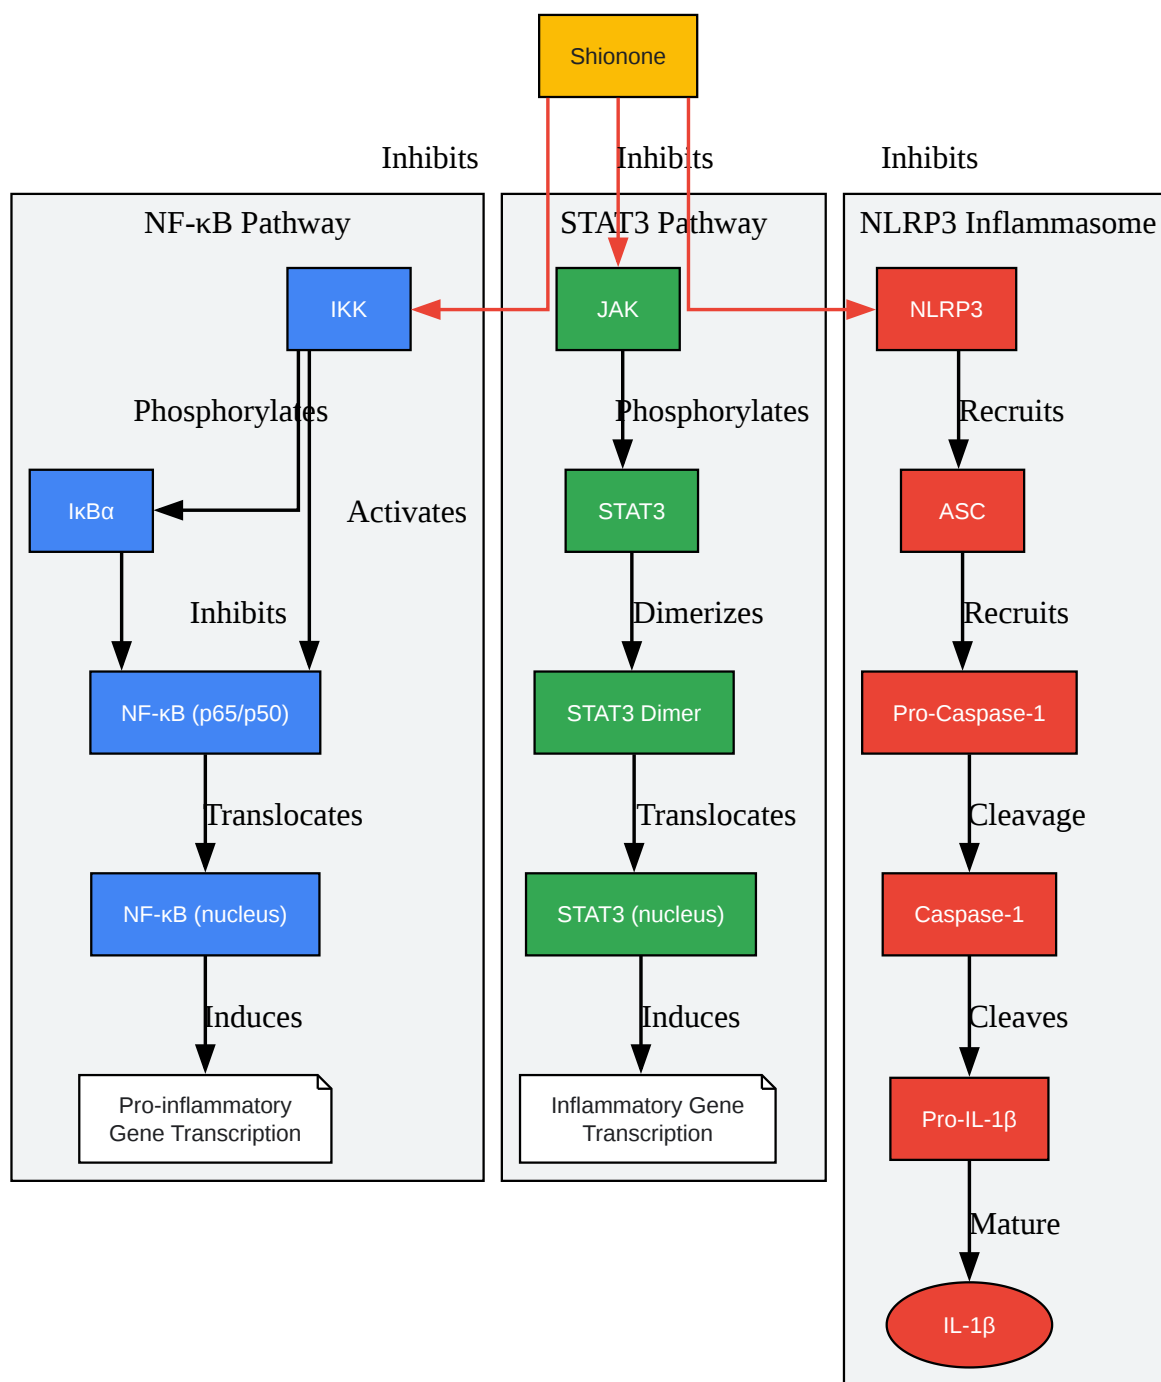 Shionone
Inhibits
Inhibits
Inhibits
NF-κB Pathway
IKK
Phosphorylates
IκBα
Activates
Inhibits
NF-κB (p65/p50)
Translocates
NF-κB (nucleus)
Induces
Pro-inflammatory
Gene Transcription
STAT3 Pathway
JAK
Phosphorylates
STAT3
Dimerizes
STAT3 Dimer
Translocates
STAT3 (nucleus)
Induces
Inflammatory Gene
Transcription
NLRP3 Inflammasome
NLRP3
Recruits
ASC
Recruits
Pro-Caspase-1
Cleavage
Caspase-1
Cleaves
Pro-IL-1β
Mature
IL-1β